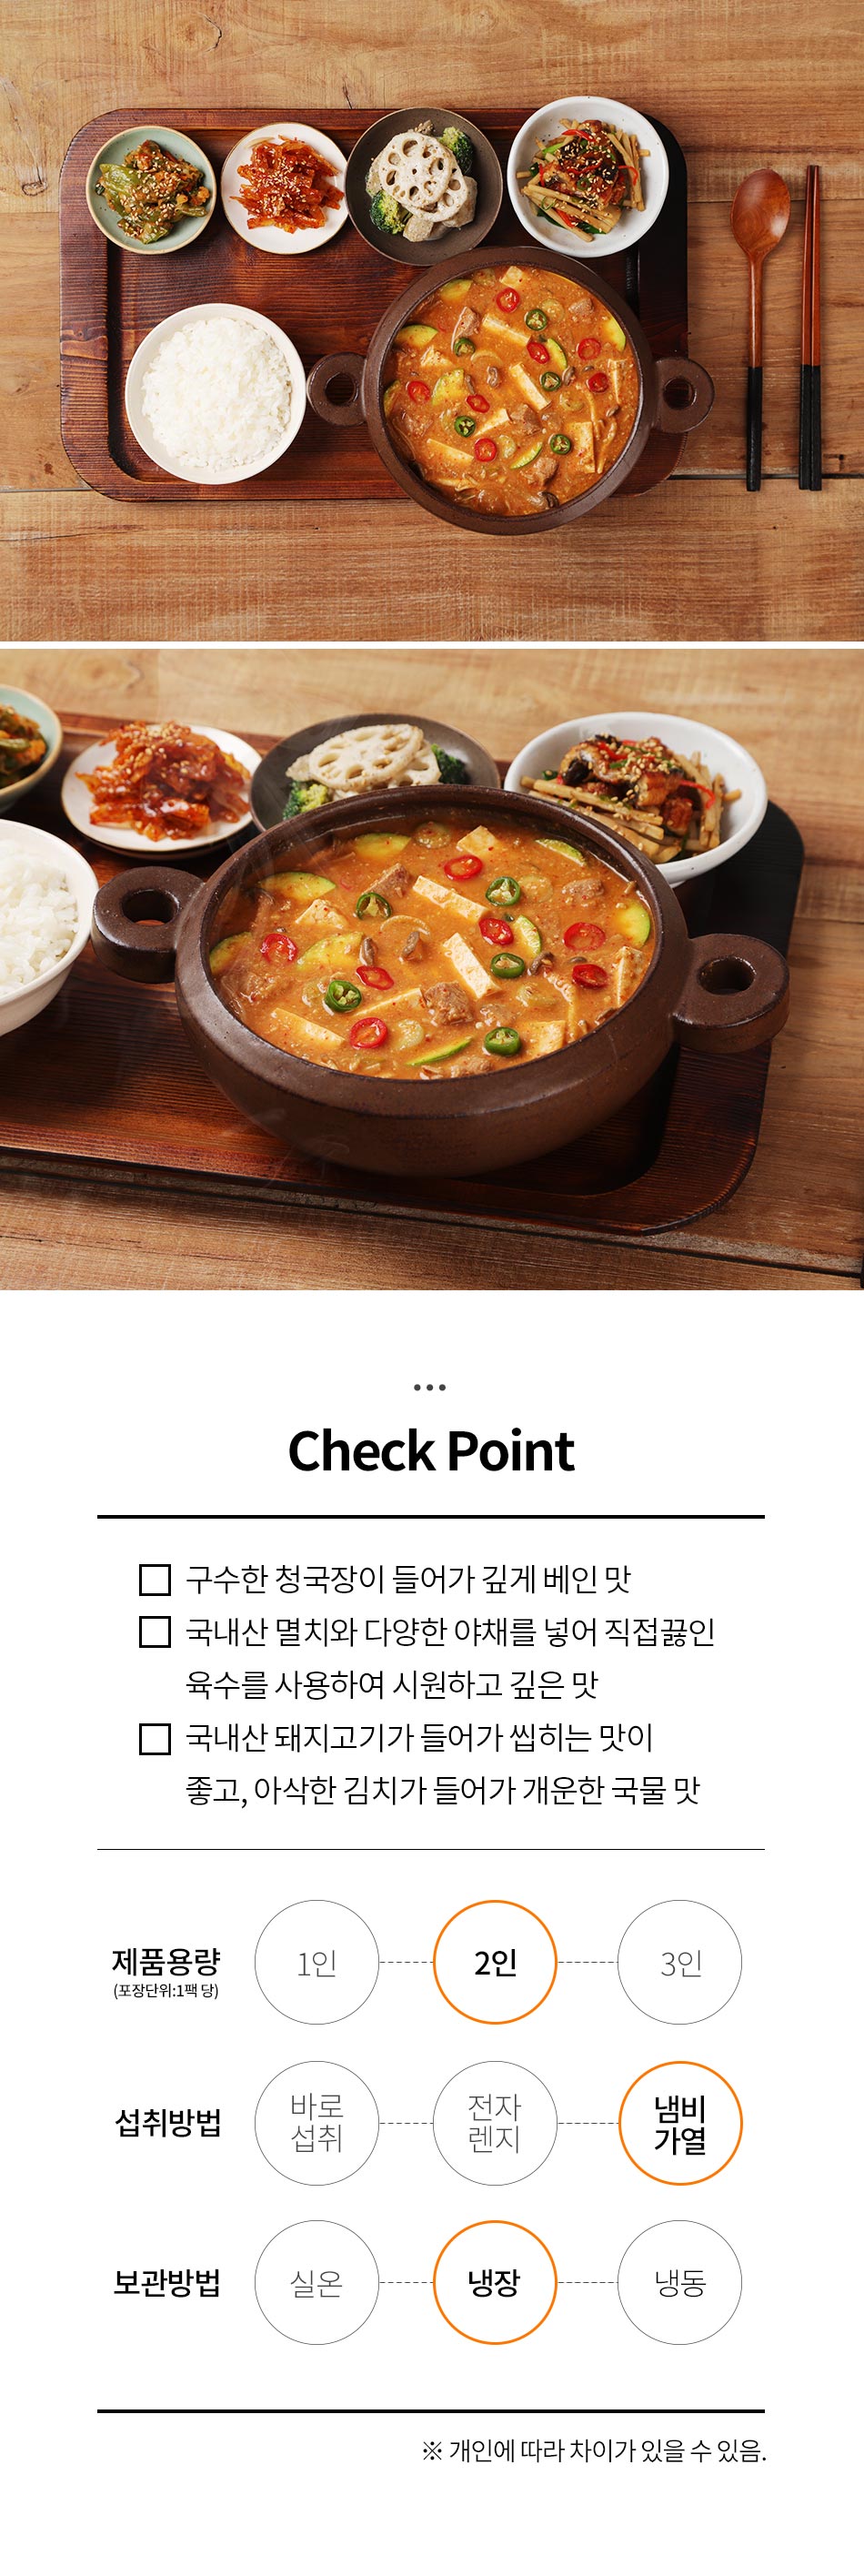 Check Point
구수한 청국장이 들어가 깊게 베인 맛
국내산 멸치와 다양한 야채를 넣어 직접끓인
육수를 사용하여 시원하고 깊은 맛
국내산 돼지고기가 들어가 씹히는 맛이
좋고, 아삭한 김치가 들어가 개운한 국물 맛
제품용량
(포장단위:1팩 당)
1인
2인
3인
섭취방법
바로
섭취
전자
렌지
냄비
가열
보관방법
실온
냉장
냉동
※ 개인에 따라 차이가 있을 수 있음.